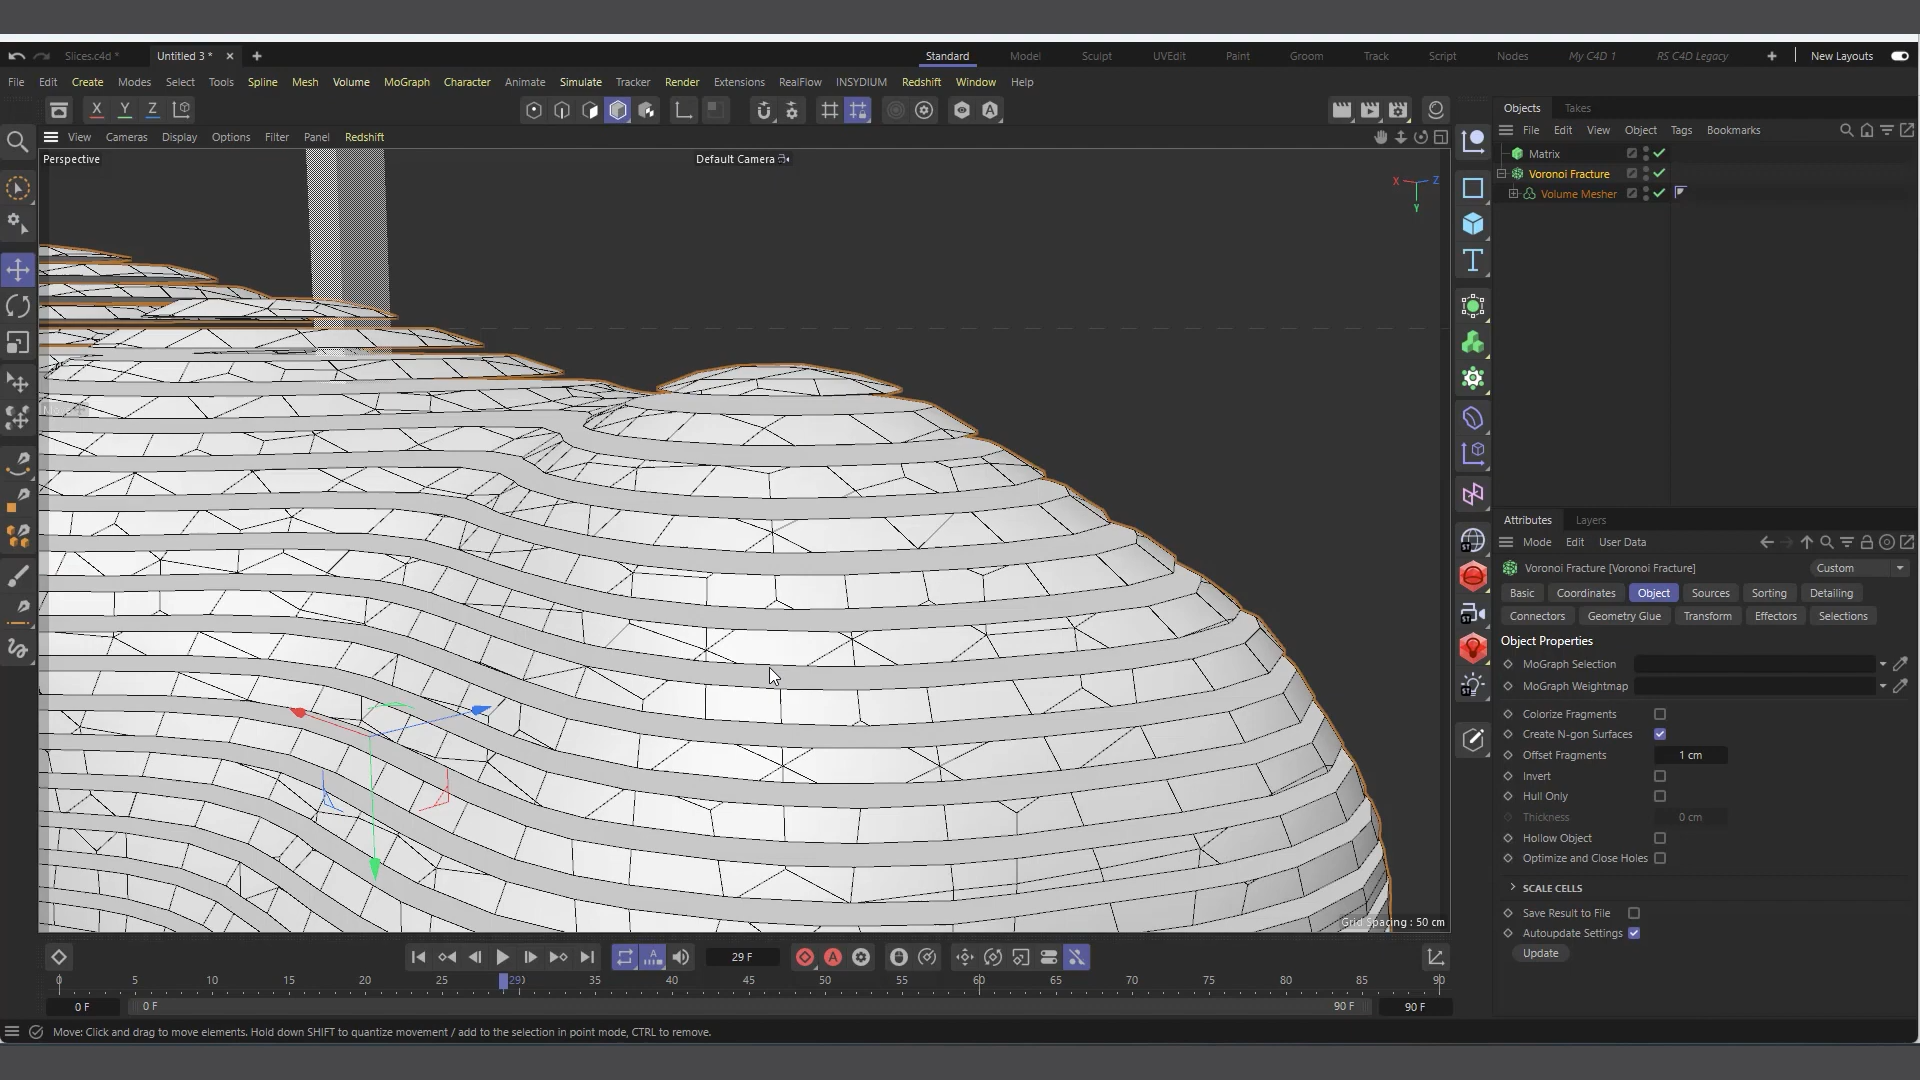 Slices.c4d *
Untitled 3 *
Standard
Model
Sculpt
UVEdit
Paint
Groom
Track
Script
Nodes
My C4D 1
RS C4D Legacy
New Layouts
File Edit Create Modes Select Tools Spline Mesh Volume MoGraph Character Animate Simulate Tracker Render Extensions RealFlow INSYDIUM Redshift Window Help
X Y Z
Objects Takes
View Cameras Display Options Filter Panel Redshift
File Edit View Object Tags Bookmarks
Perspective
Default Camera
Matrix
Voronoi Fracture
Volume Mesher
X Z
Y
Attributes Layers
Mode Edit User Data
Voronoi Fracture [Voronoi Fracture]
Custom
Basic Coordinates Object Sources Sorting Detailing
Connectors Geometry Glue Transform Effectors Selections
Object Properties
MoGraph Selection
MoGraph Weightmap
Colorize Fragments
Create N-gon Surfaces
Offset Fragments 1 cm
Invert
Hull Only
Thickness 0 cm
Hollow Object
Optimize and Close Holes
SCALE CELLS
Save Result to File
Autoupdate Settings
Update
Grid Spacing : 50 cm
29 F
0 5 10 15 20 25 29 35 40 45 50 55 60 65 70 75 80 85 90
0 F 0 F 90 F 90 F
Move: Click and drag to move elements. Hold down SHIFT to quantize movement / add to the selection in point mode, CTRL to remove.